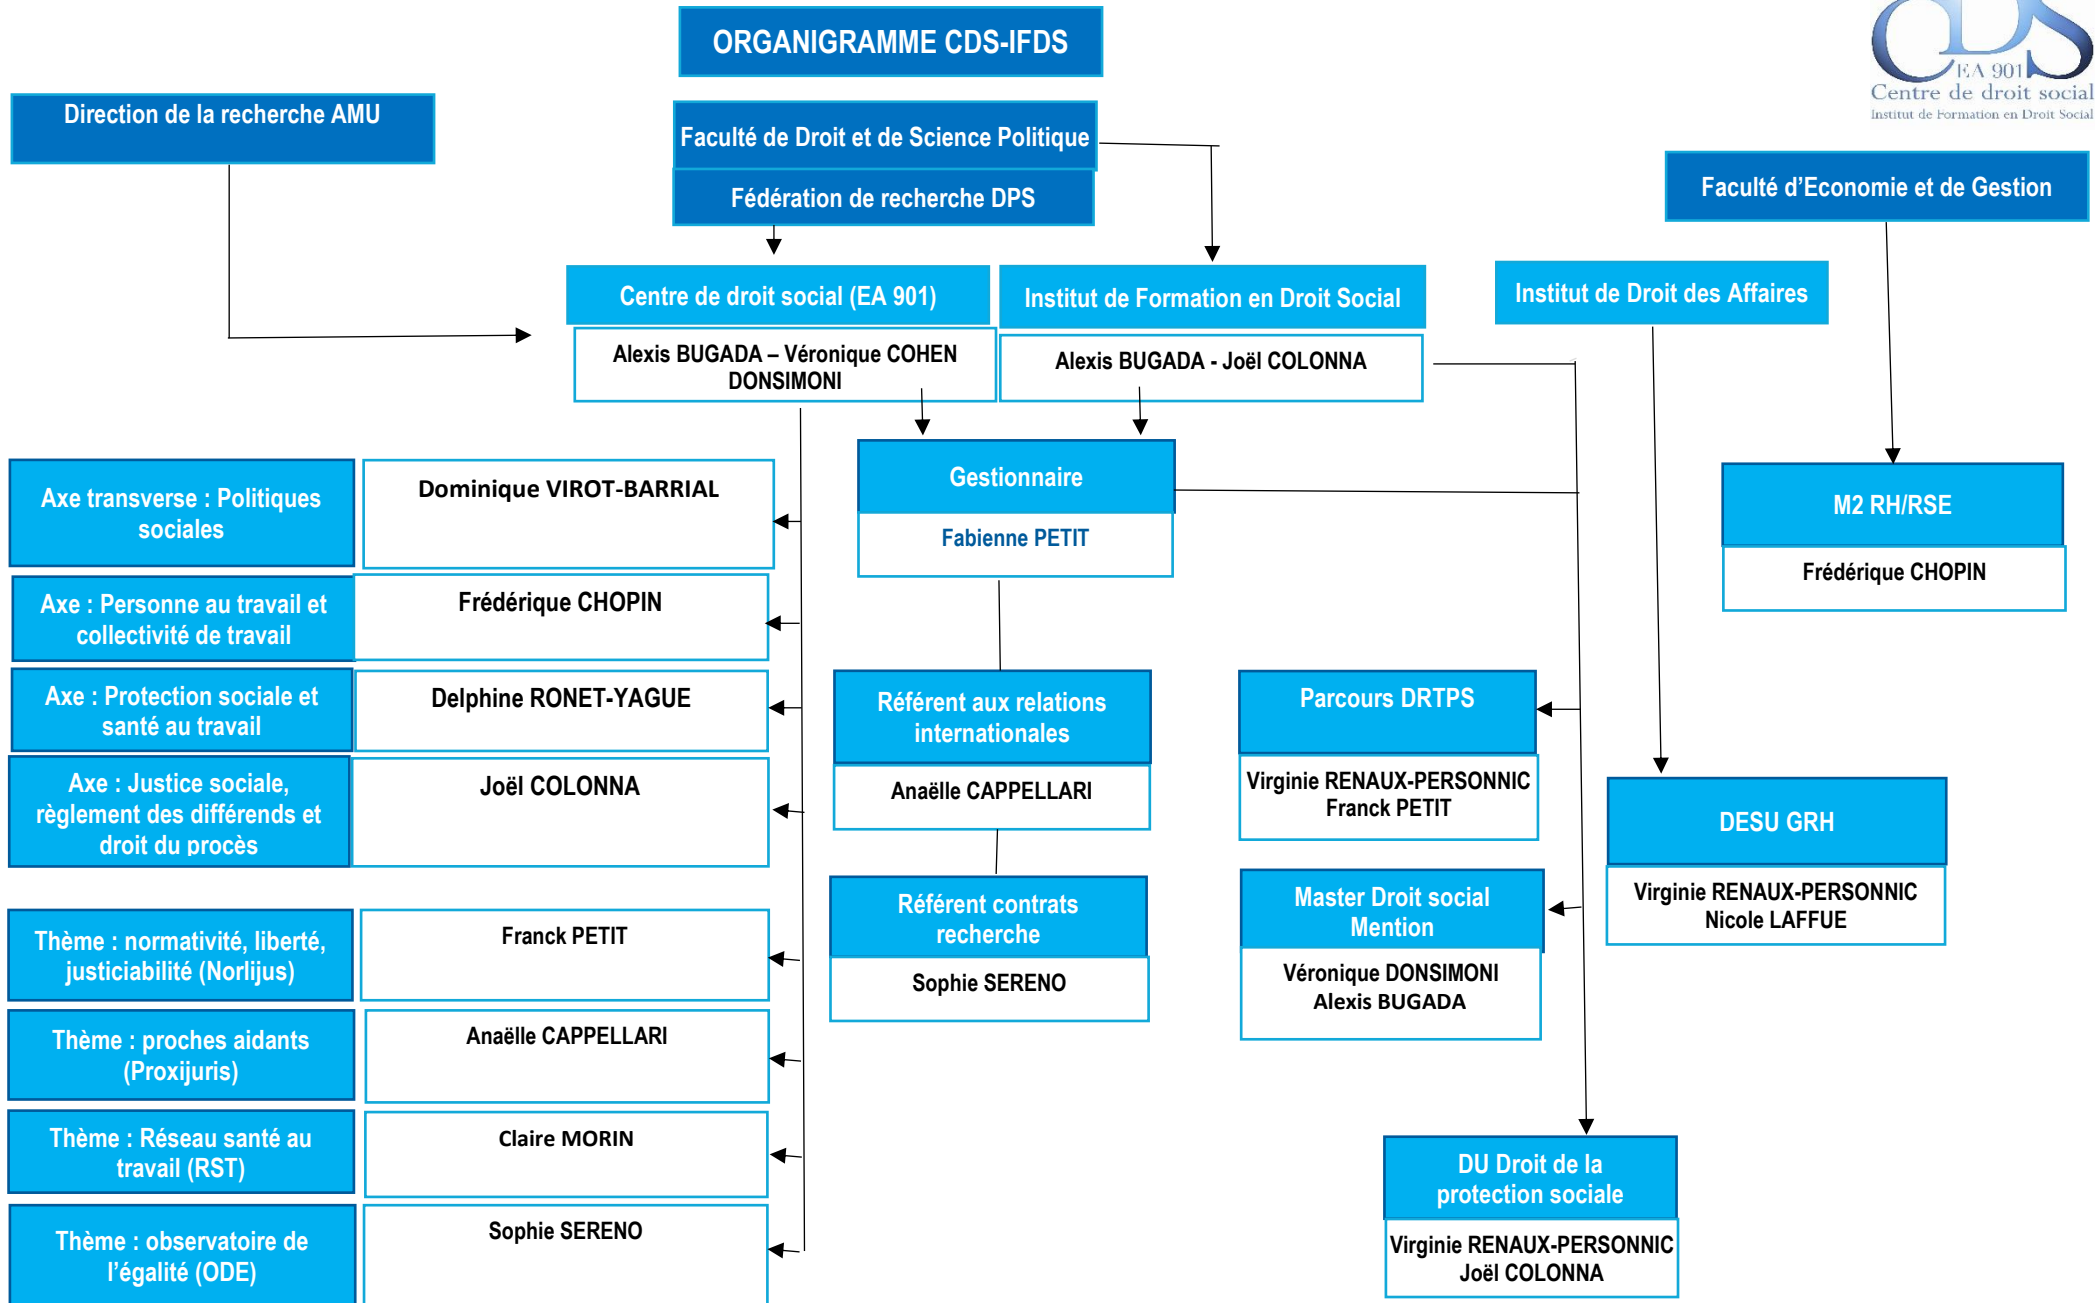 ORGANIGRAMME CDS-IFDS
CDS
EA 901
Centre de droit social
Institut de Formation en Droit Social
Direction de la recherche AMU
Faculté de Droit et de Science Politique
Fédération de recherche DPS
Faculté d'Economie et de Gestion
Centre de droit social (EA 901)
Alexis BUGADA – Véronique COHEN
DONSIMONI
Institut de Formation en Droit Social
Alexis BUGADA - Joël COLONNA
Institut de Droit des Affaires
Gestionnaire
Fabienne PETIT
M2 RH/RSE
Frédérique CHOPIN
Axe transverse : Politiques
sociales
Dominique VIROT-BARRIAL
Axe : Personne au travail et
collectivité de travail
Frédérique CHOPIN
Axe : Protection sociale et
santé au travail
Delphine RONET-YAGUE
Axe : Justice sociale,
règlement des différends et
droit du procès
Joël COLONNA
Référent aux relations
internationales
Anaëlle CAPPELLARI
Référent contrats
recherche
Sophie SERENO
Parcours DRTPS
Virginie RENAUX-PERSONNIC
Franck PETIT
Master Droit social
Mention
Véronique DONSIMONI
Alexis BUGADA
DESU GRH
Virginie RENAUX-PERSONNIC
Nicole LAFFUE
Thème : normativité, liberté,
justiciabilité (Norlijus)
Franck PETIT
Thème : proches aidants
(Proxijuris)
Anaëlle CAPPELLARI
Thème : Réseau santé au
travail (RST)
Claire MORIN
Thème : observatoire de
l'égalité (ODE)
Sophie SERENO
DU Droit de la
protection sociale
Virginie RENAUX-PERSONNIC
Joël COLONNA